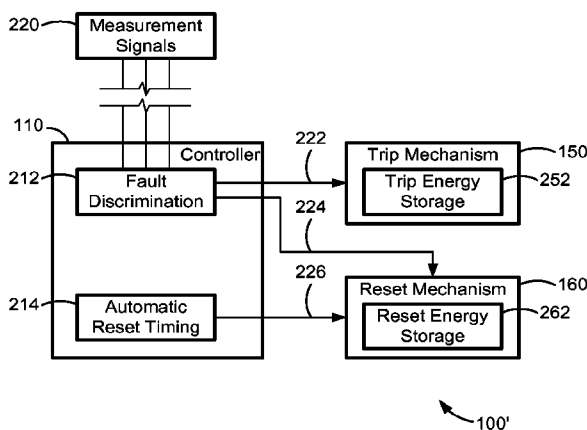 220
Measurement
Signals
110
Controller
212
Fault
Discrimination
222
Trip Mechanism
150
Trip Energy
Storage
252
224
226
Reset Mechanism
160
Reset Energy
Storage
262
214
Automatic
Reset Timing
100'